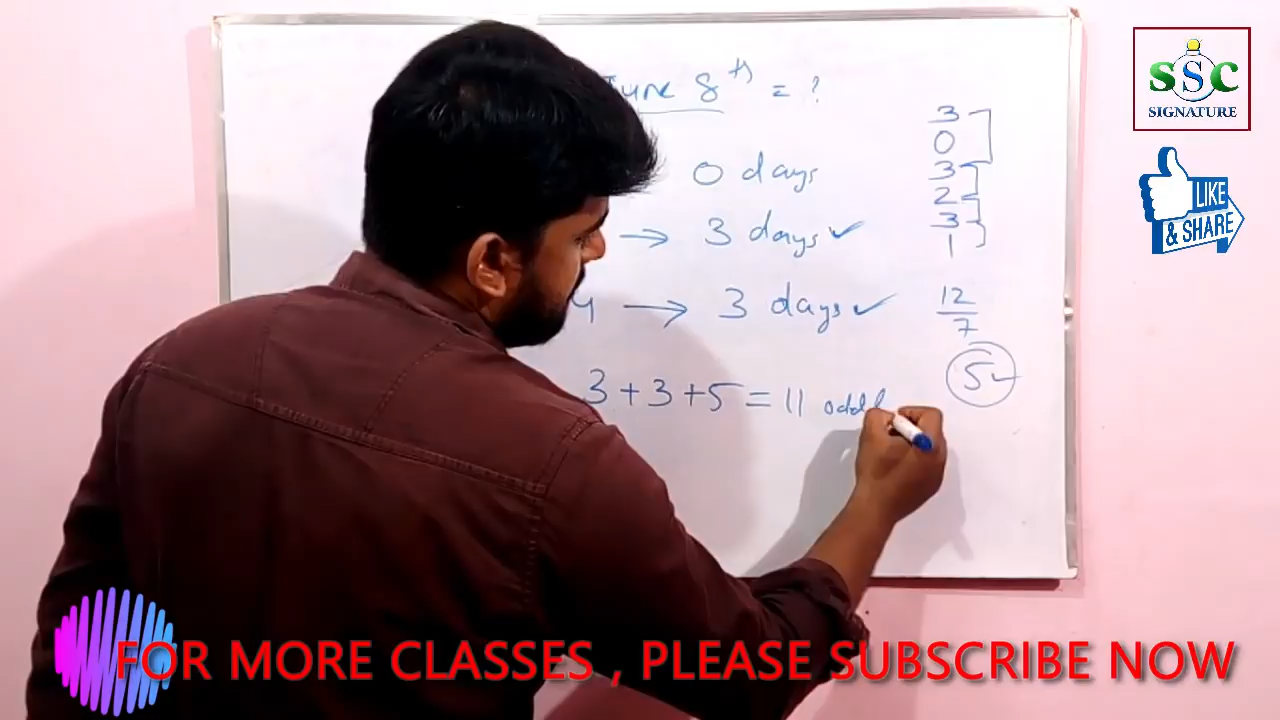 June 8th = ?
0 days
→ 3 days ✓
4 → 3 days ✓
3 + 3 + 5 = 11 odd
3
0
3
2
3
1
12
7
5 ✓
SSC
SIGNATURE
LIKE
& SHARE
FOR MORE CLASSES , PLEASE SUBSCRIBE NOW